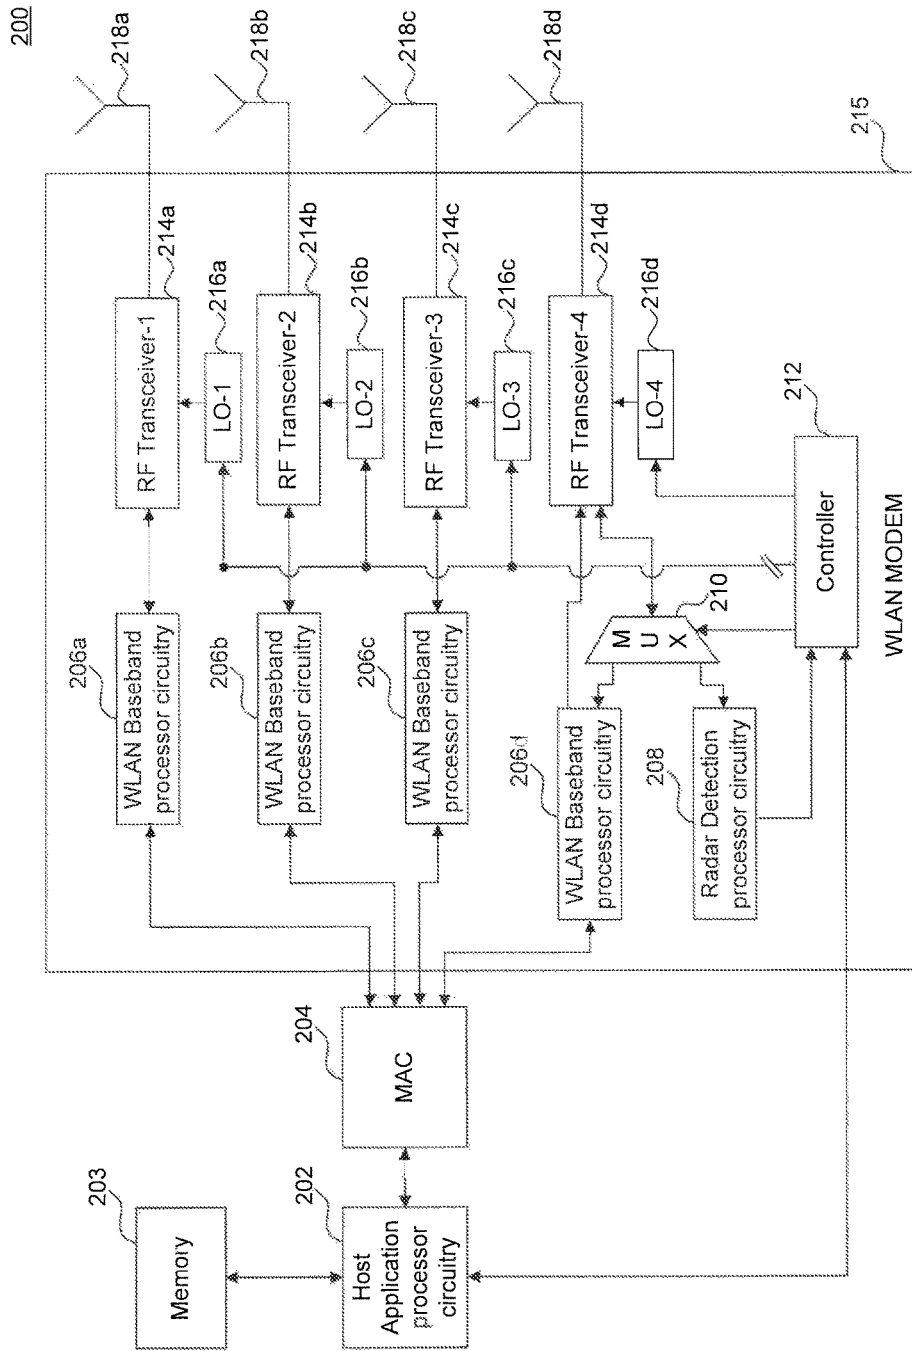 200
218a
218b
218c
218d
215
RF Transceiver-1
214a
LO-1
216a
RF Transceiver-2
214b
LO-2
216b
RF Transceiver-3
214c
LO-3
216c
RF Transceiver-4
214d
LO-4
216d
206a
WLAN Baseband
processor circuitry
206b
WLAN Baseband
processor circuitry
206c
WLAN Baseband
processor circuitry
206d
WLAN Baseband
processor circuitry
MUX
210
208
Radar Detection
processor circuitry
212
Controller
WLAN MODEM
204
MAC
203
Memory
202
Host
Application
processor
circuitry